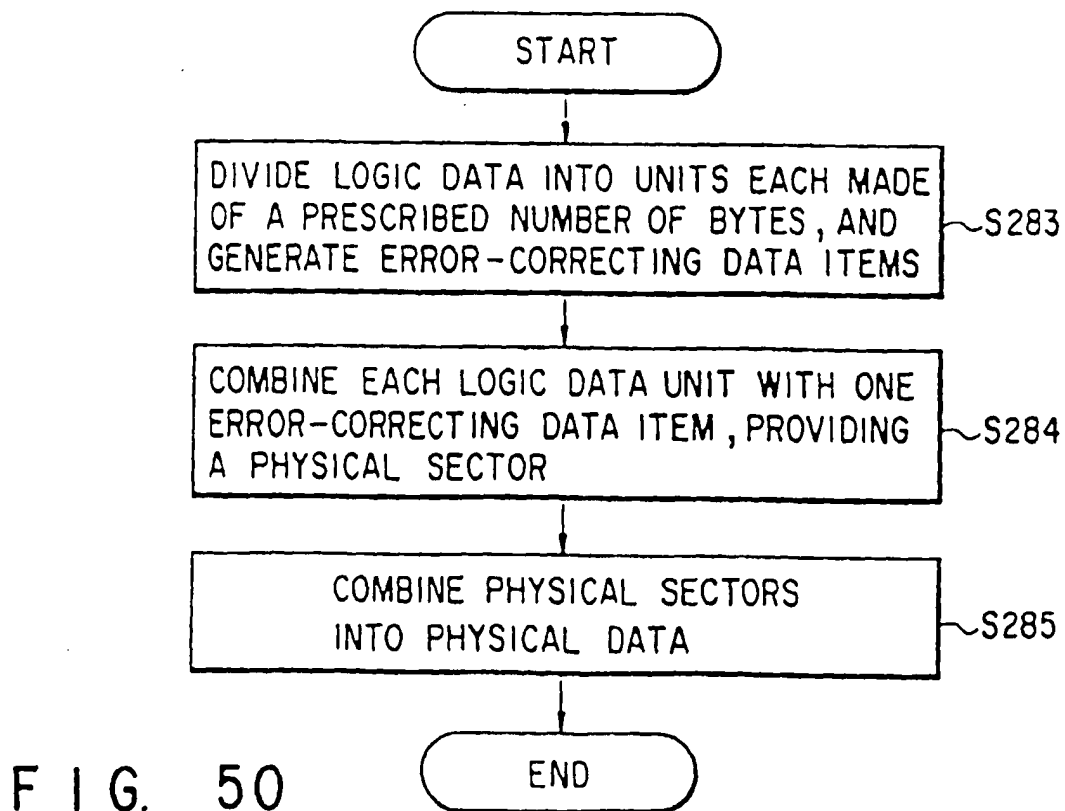 START
DIVIDE LOGIC DATA INTO UNITS EACH MADE
OF A PRESCRIBED NUMBER OF BYTES, AND
GENERATE ERROR-CORRECTING DATA ITEMS
S283
COMBINE EACH LOGIC DATA UNIT WITH ONE
ERROR-CORRECTING DATA ITEM, PROVIDING
A PHYSICAL SECTOR
S284
COMBINE PHYSICAL SECTORS
INTO PHYSICAL DATA
S285
END
FIG. 50